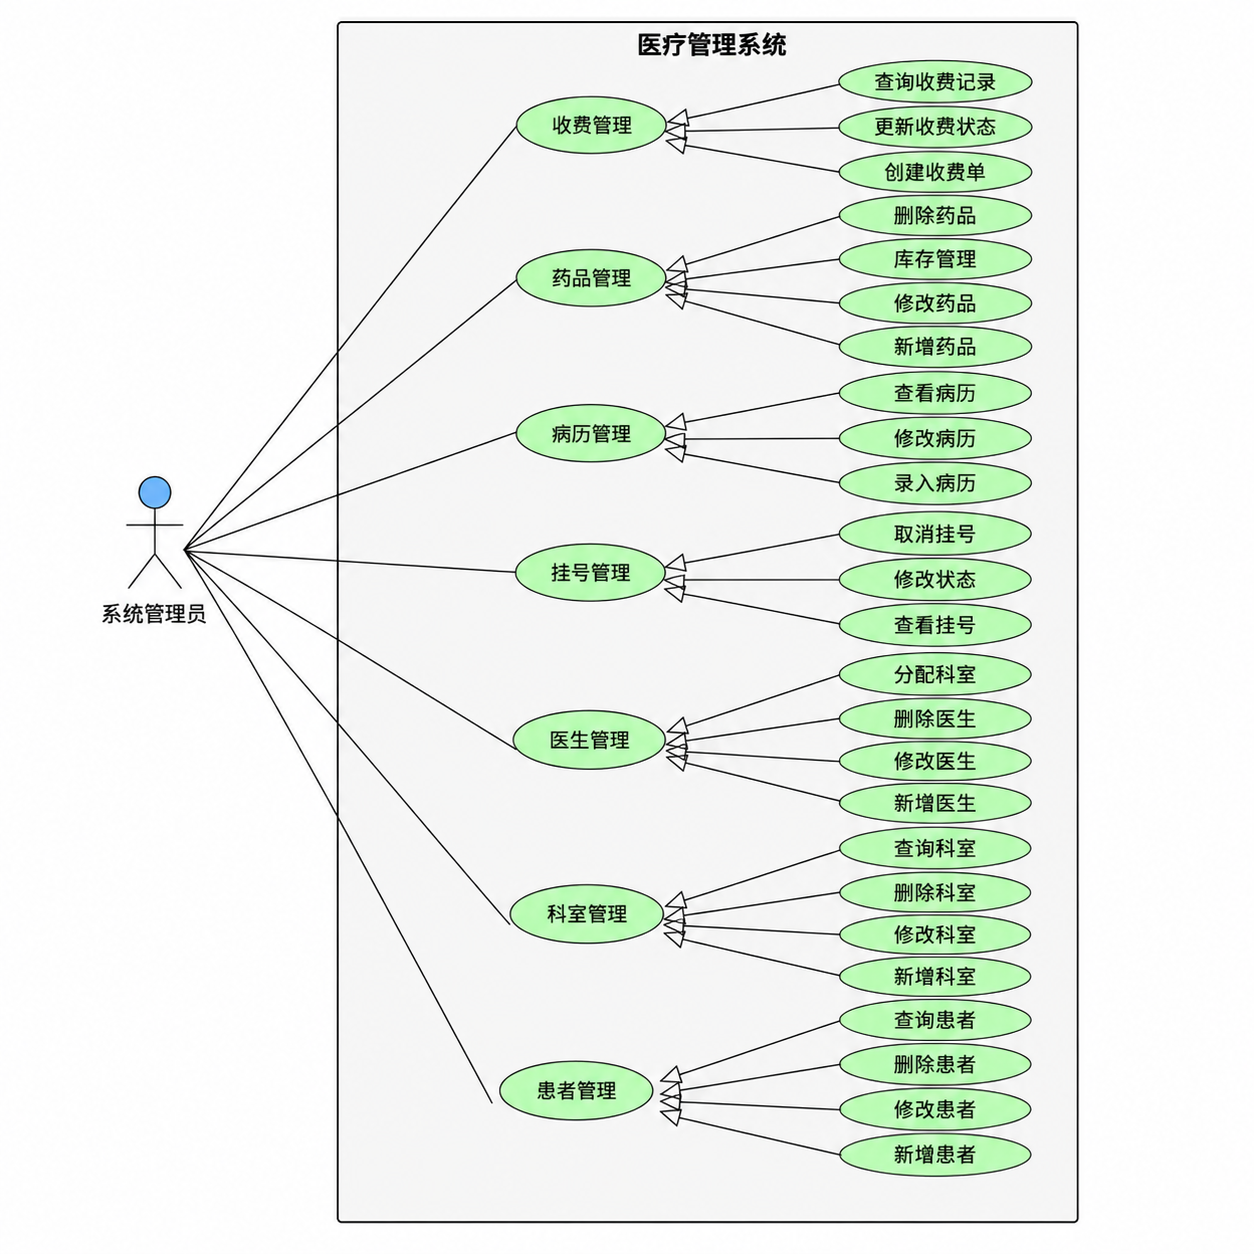 医疗管理系统
查询收费记录
收费管理
更新收费状态
创建收费单
删除药品
库存管理
药品管理
修改药品
新增药品
查看病历
病历管理
修改病历
录入病历
取消挂号
挂号管理
修改状态
查看挂号
系统管理员
分配科室
删除医生
医生管理
修改医生
新增医生
查询科室
删除科室
科室管理
修改科室
新增科室
查询患者
删除患者
患者管理
修改患者
新增患者